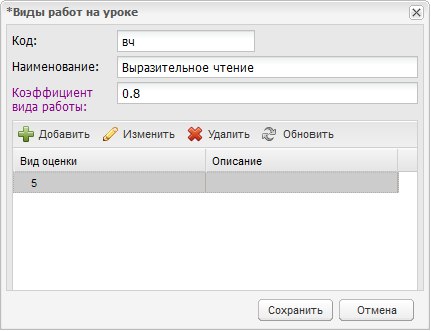 *Виды работ на уроке
Код: вч
Наименование: Выразительное чтение
Коэффициент
вида работы: 0.8
Добавить Изменить Удалить Обновить
Вид оценки Описание
5
Сохранить Отмена